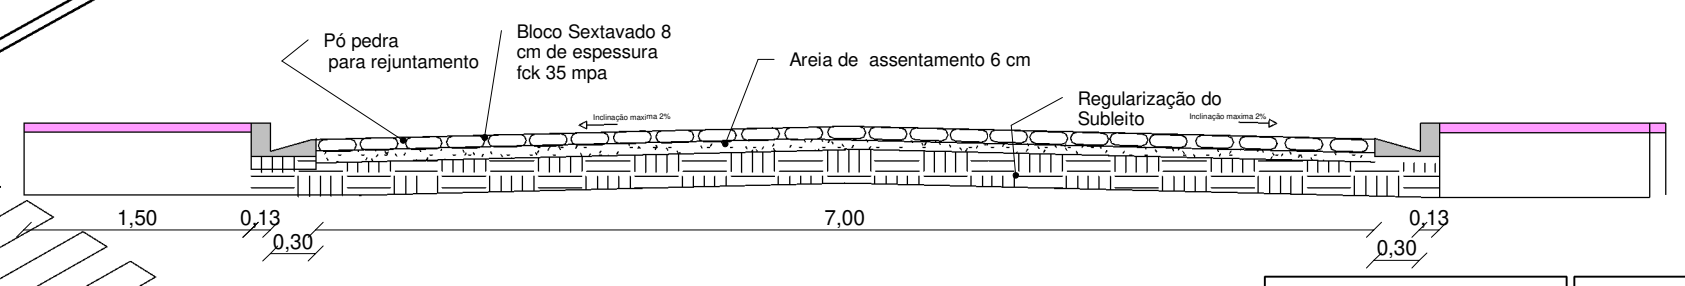 Pó pedra
para rejuntamento
Bloco Sextavado 8
cm de espessura
fck 35 mpa
Areia de assentamento 6 cm
Regularização do
Subleito
Inclinação maxima 2%
Inclinação maxima 2%
1,50
0,13
7,00
0,13
0,30
0,30